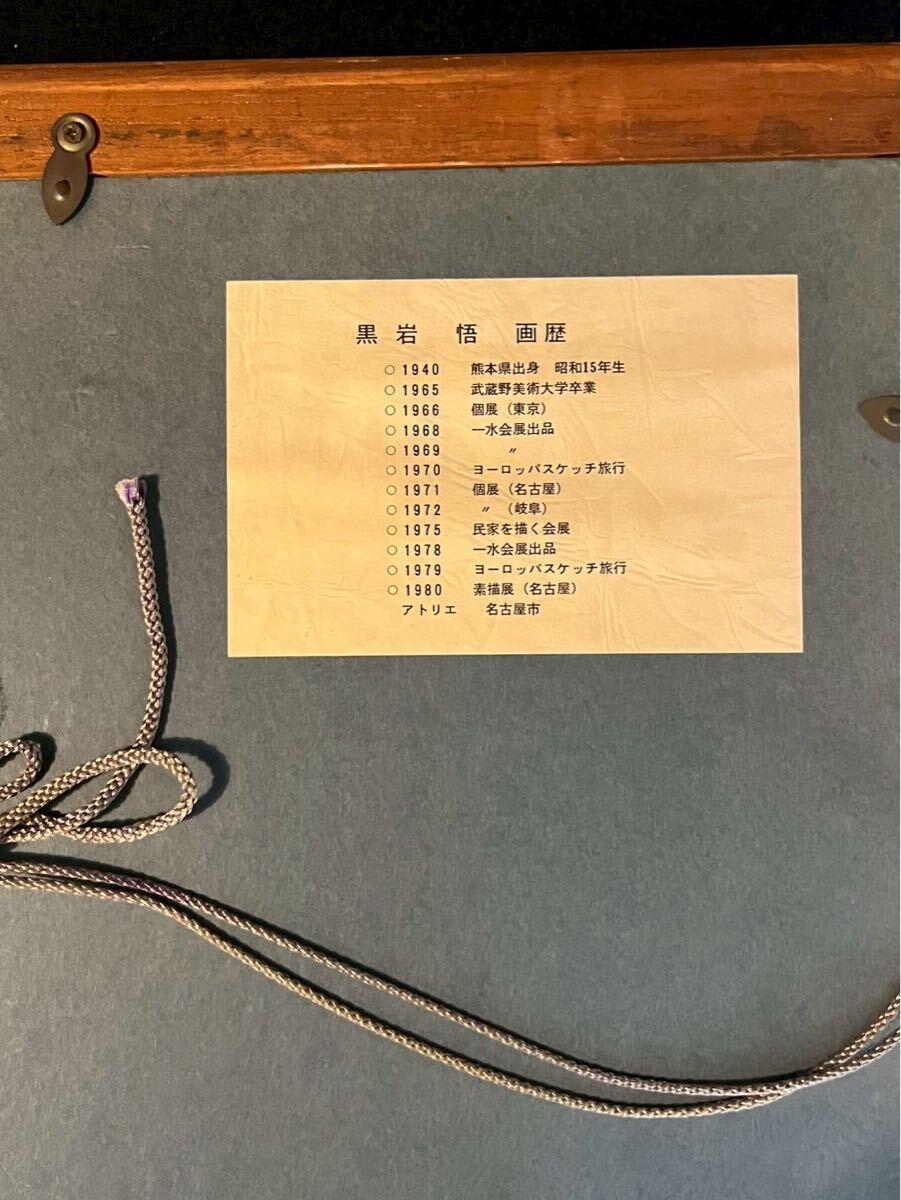 黒岩 悟 画歴
○1940 熊本県出身 昭和15年生
○1965 武蔵野美術大学卒業
○1966 個展（東京）
○1968 一水会展出品
○1969 〃
○1970 ヨーロッパスケッチ旅行
○1971 個展（名古屋）
○1972 〃（岐阜）
○1975 民家を描く会展
○1978 一水会展出品
○1979 ヨーロッパスケッチ旅行
○1980 素描展（名古屋）
アトリエ 名古屋市